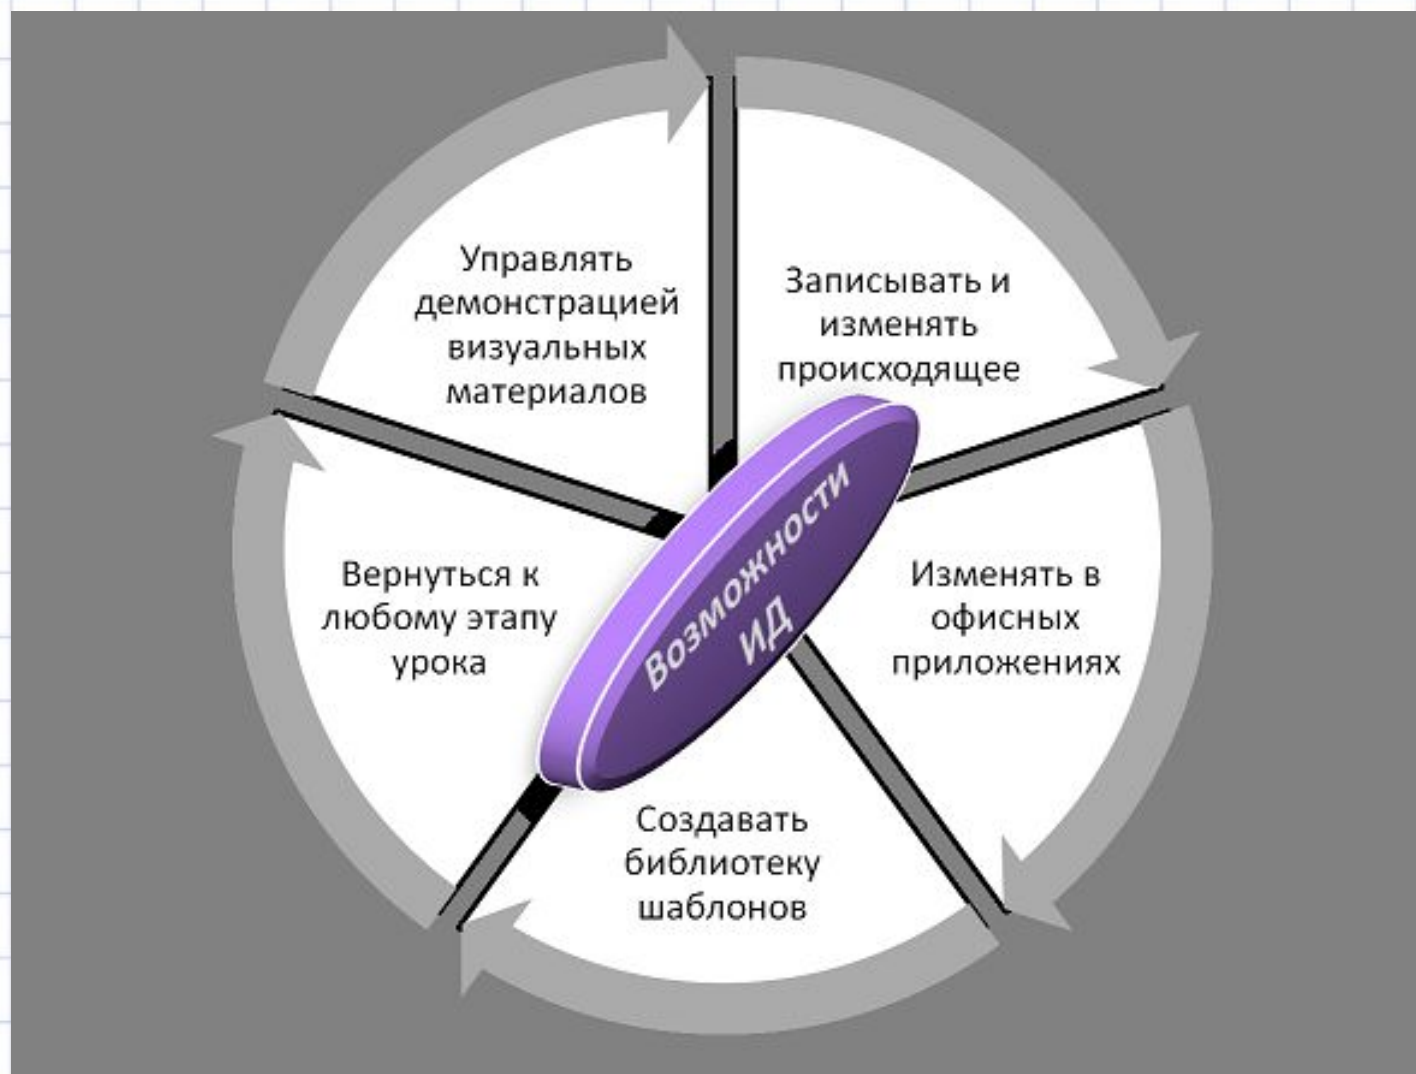 Управлять
демонстрацией
визуальных
материалов
Записывать и
изменять
происходящее
Изменять в
офисных
приложениях
Создавать
библиотеку
шаблонов
Вернуться к
любому этапу
урока
Возможности
ИД